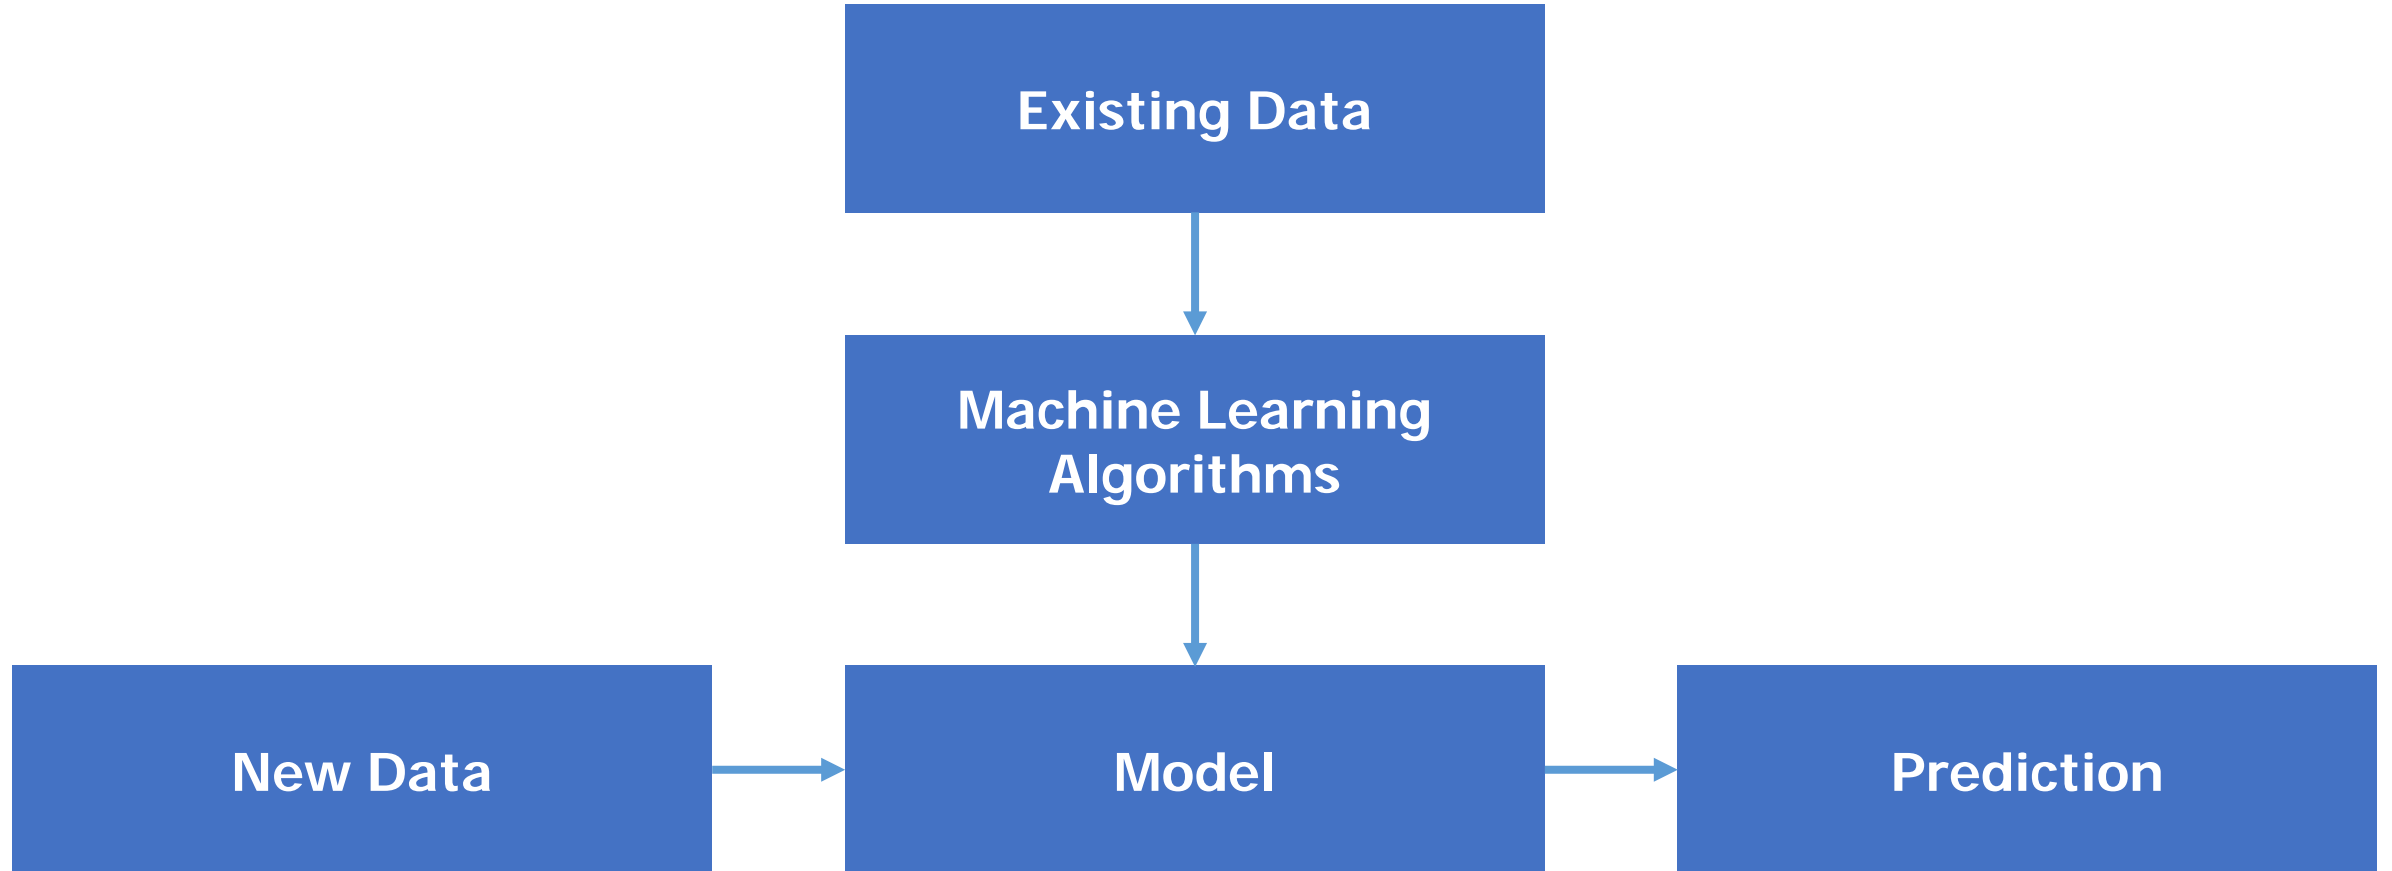 Existing Data
Machine Learning
Algorithms
New Data
Model
Prediction